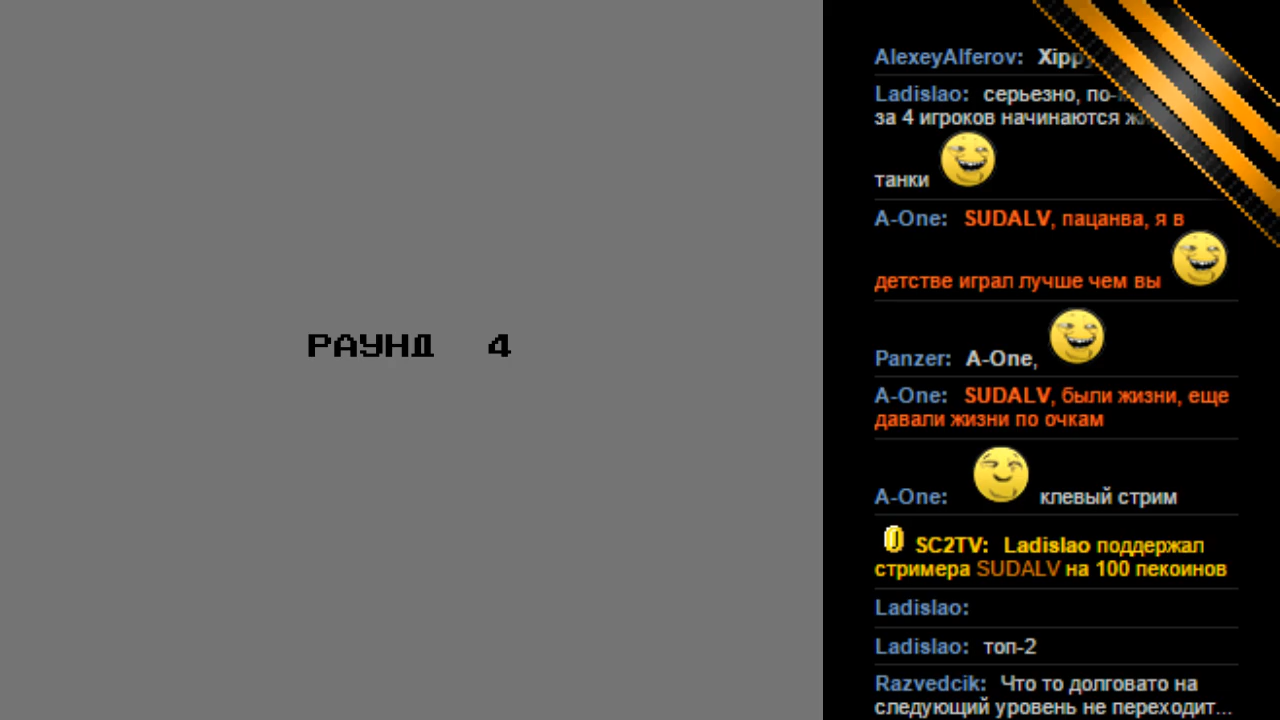 РАУНД 4
AlexeyAlferov:
Ladislao: серьезно,
за 4 игроков начинаются
танки
A-One: SUDALV, пацанва, я в
детстве играл лучше чем вы
Panzer: A-One,
A-One: SUDALV, были жизни, еще
давали жизни по очкам
A-One: клевый стрим
SC2TV: Ladislao поддержал
стримера SUDALV на 100 пекоинов
Ladislao:
Ladislao: топ-2
Razvedcik: Что то долговато на
следующий уровень не переходит...